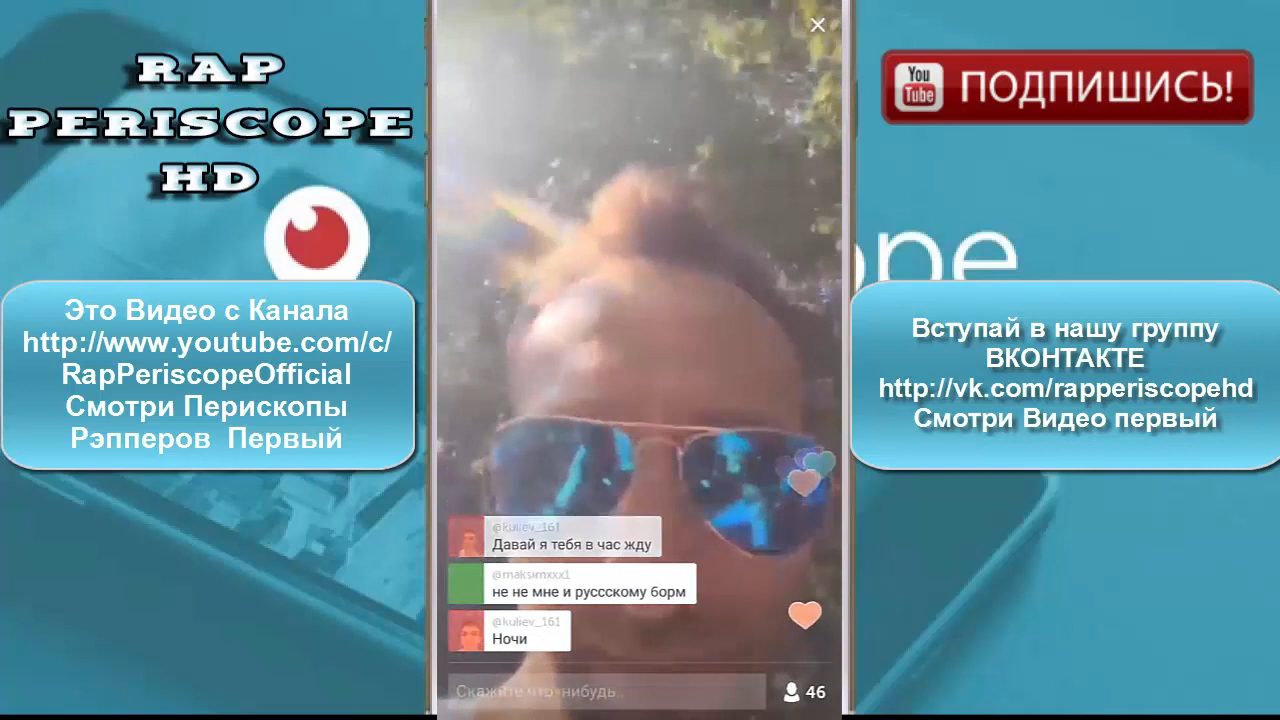 RAP
PERISCOPE
HD
Это Видео с Канала
http://www.youtube.com/c/
RapPeriscopeOfficial
Смотри Перископы
Рэпперов Первый
@kuliev_161
Давай я тебя в час жду
@maksimxxx1
не не мне и руссскому борм
@kuliev_161
Ночи
Скажите что-нибудь..
46
You
Tube
ПОДПИШИСЬ!
ope
Вступай в нашу группу
ВКОНТАКТЕ
http://vk.com/rapperiscopehd
Смотри Видео первый